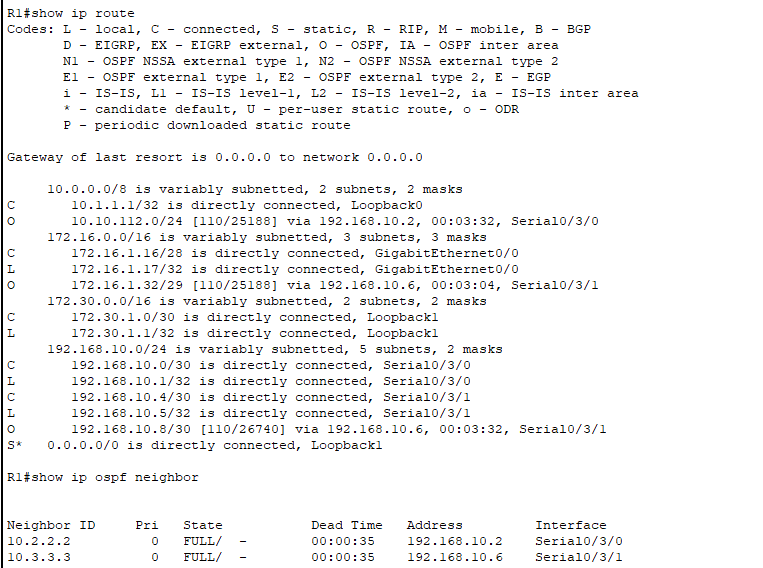 R1#show ip route
Codes: L - local, C - connected, S - static, R - RIP, M - mobile, B - BGP
       D - EIGRP, EX - EIGRP external, O - OSPF, IA - OSPF inter area
       N1 - OSPF NSSA external type 1, N2 - OSPF NSSA external type 2
       E1 - OSPF external type 1, E2 - OSPF external type 2, E - EGP
       i - IS-IS, L1 - IS-IS level-1, L2 - IS-IS level-2, ia - IS-IS inter area
       * - candidate default, U - per-user static route, o - ODR
       P - periodic downloaded static route

Gateway of last resort is 0.0.0.0 to network 0.0.0.0

     10.0.0.0/8 is variably subnetted, 2 subnets, 2 masks
C       10.1.1.1/32 is directly connected, Loopback0
O       10.10.112.0/24 [110/25188] via 192.168.10.2, 00:03:32, Serial0/3/0
     172.16.0.0/16 is variably subnetted, 3 subnets, 3 masks
C       172.16.1.16/28 is directly connected, GigabitEthernet0/0
L       172.16.1.17/32 is directly connected, GigabitEthernet0/0
O       172.16.1.32/29 [110/25188] via 192.168.10.6, 00:03:04, Serial0/3/1
     172.30.0.0/16 is variably subnetted, 2 subnets, 2 masks
C       172.30.1.0/30 is directly connected, Loopback1
L       172.30.1.1/32 is directly connected, Loopback1
     192.168.10.0/24 is variably subnetted, 5 subnets, 2 masks
C       192.168.10.0/30 is directly connected, Serial0/3/0
L       192.168.10.1/32 is directly connected, Serial0/3/0
C       192.168.10.4/30 is directly connected, Serial0/3/1
L       192.168.10.5/32 is directly connected, Serial0/3/1
O       192.168.10.8/30 [110/26740] via 192.168.10.6, 00:03:32, Serial0/3/1
S*   0.0.0.0/0 is directly connected, Loopback1

R1#show ip ospf neighbor

Neighbor ID     Pri   State           Dead Time   Address         Interface
10.2.2.2          0   FULL/  -        00:00:35    192.168.10.2    Serial0/3/0
10.3.3.3          0   FULL/  -        00:00:35    192.168.10.6    Serial0/3/1